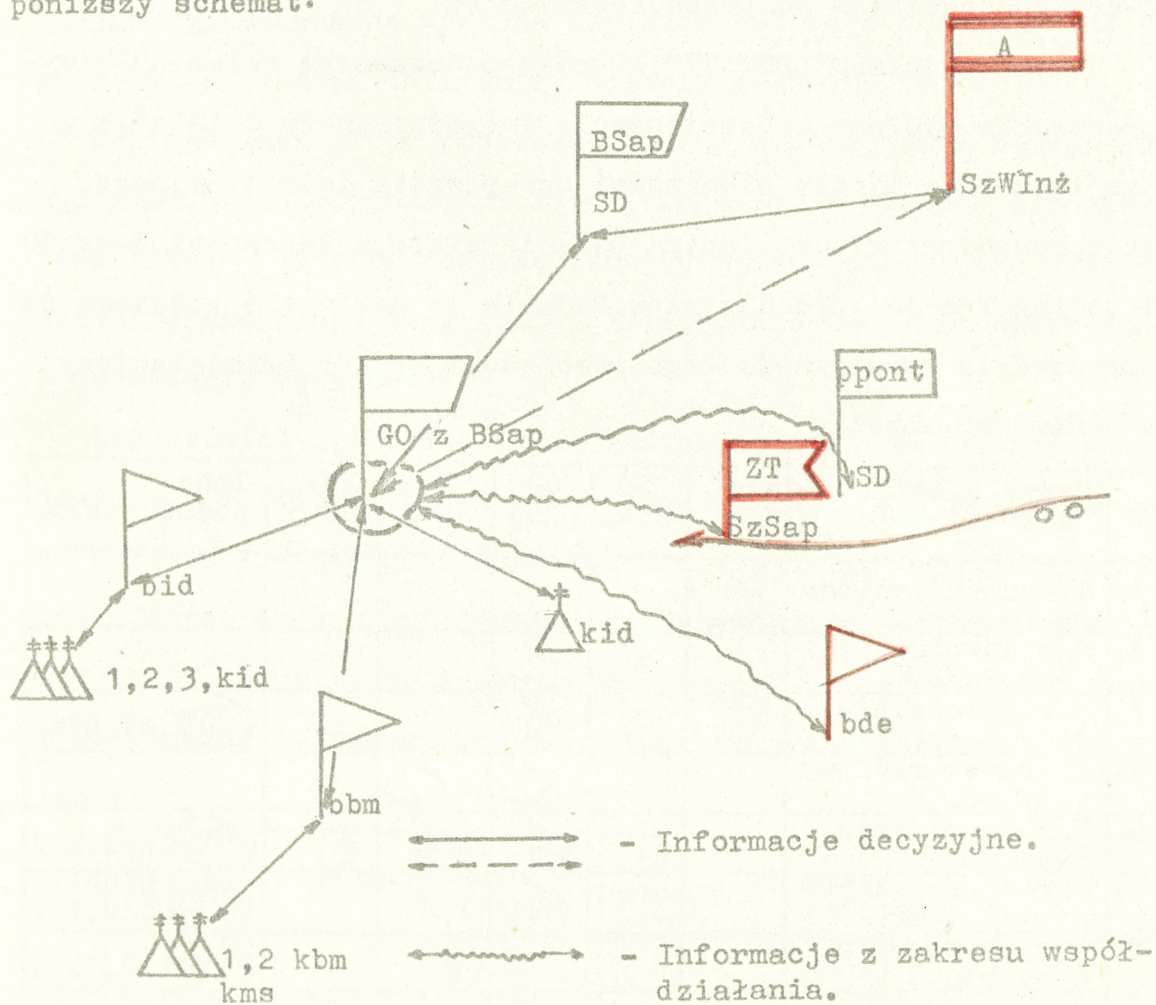 poniższy schemat.
A
BSap
SzWInż
SD
ppont
GO z BSap
ZT
SD
SzSap
bid
kid
1,2,3,kid
bde
bbm
- Informacje decyzyjne.
1,2 kbm
kms
- Informacje z zakresu współ-
działania.